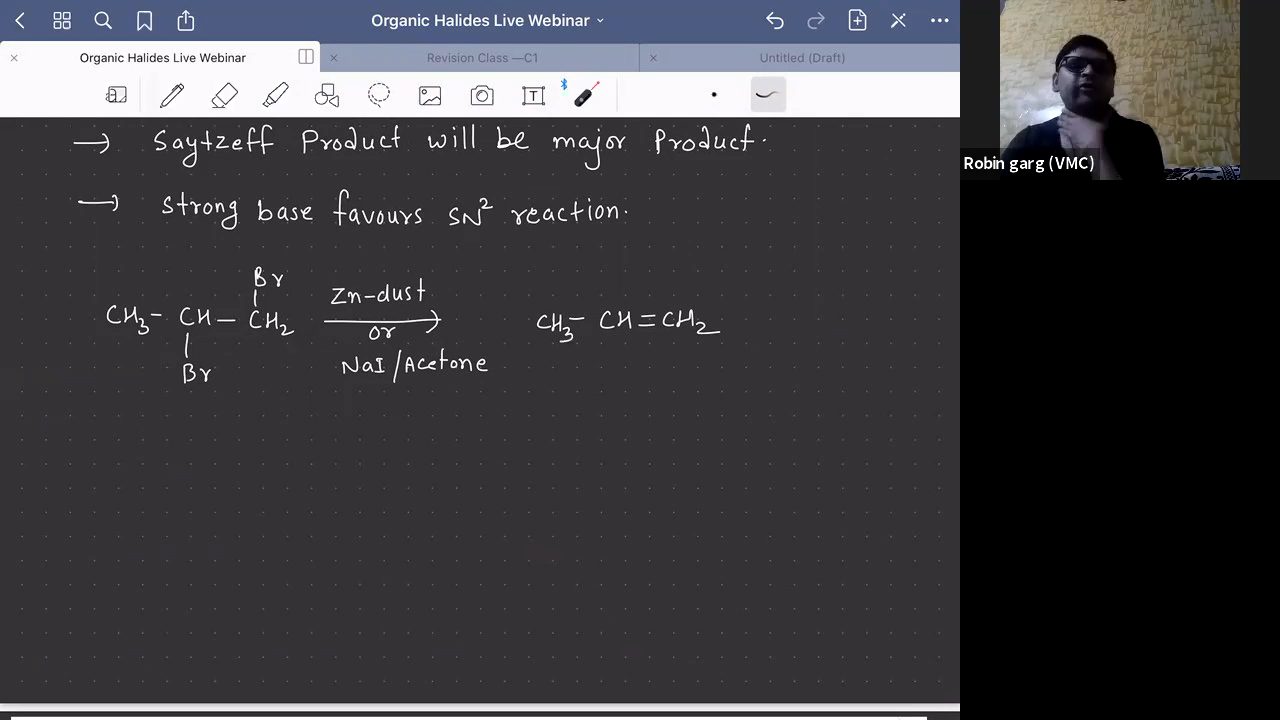 Organic Halides Live Webinar
Organic Halides Live Webinar
Revision Class —C1
Untitled (Draft)
T
Robin garg (VMC)
→ Saytzeff Product will be major Product.
→ Strong base favours SN² reaction.
Br
CH₃- CH - CH₂ Zn-dust or NaI/Acetone → CH₃- CH=CH₂
Br